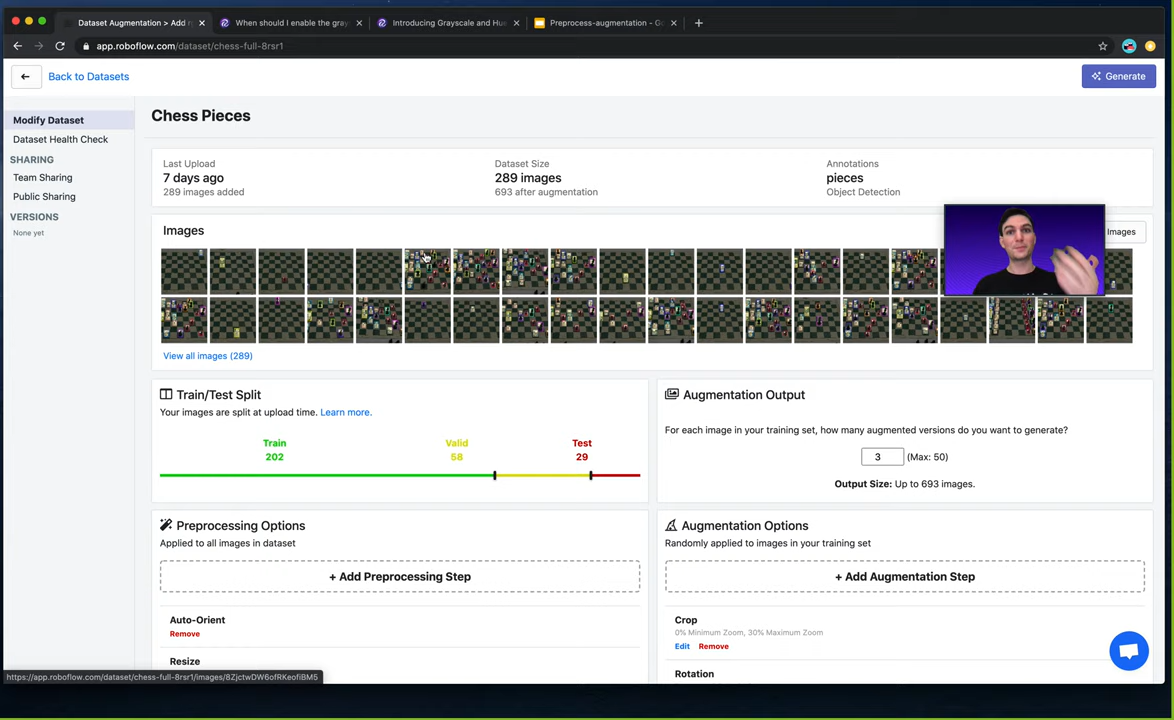 Dataset Augmentation > Add n
When should I enable the gray
Introducing Grayscale and Hue
Preprocess-augmentation - Go
app.roboflow.com/dataset/chess-full-8rsr1
Back to Datasets
Generate
Modify Dataset
Dataset Health Check
SHARING
Team Sharing
Public Sharing
VERSIONS
None yet
Chess Pieces
Last Upload
7 days ago
289 images added
Dataset Size
289 images
693 after augmentation
Annotations
pieces
Object Detection
Images
Images
View all images (289)
Train/Test Split
Your images are split at upload time. Learn more.
Train
202
Valid
58
Test
29
Augmentation Output
For each image in your training set, how many augmented versions do you want to generate?
3 (Max: 50)
Output Size: Up to 693 images.
Preprocessing Options
Applied to all images in dataset
+ Add Preprocessing Step
Auto-Orient
Remove
Resize
Augmentation Options
Randomly applied to images in your training set
+ Add Augmentation Step
Crop
0% Minimum Zoom, 30% Maximum Zoom
Edit Remove
Rotation
https://app.roboflow.com/dataset/chess-full-8rsr1/images/8ZjctwDW6ofRKeofiBM5